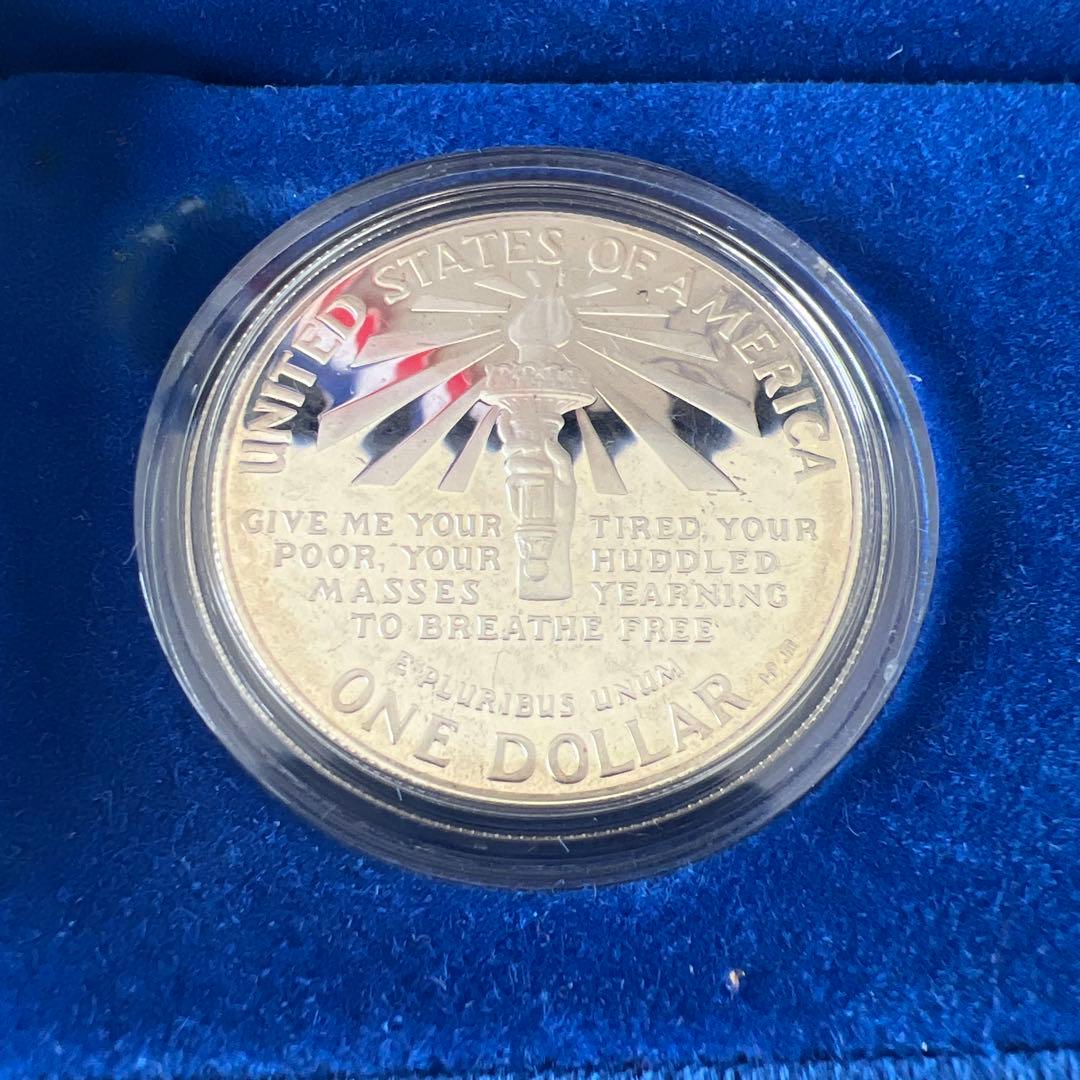 UNITED STATES OF AMERICA
GIVE ME YOUR TIRED, YOUR
POOR, YOUR HUDDLED
MASSES YEARNING
TO BREATHE FREE
E PLURIBUS UNUM
ONE DOLLAR